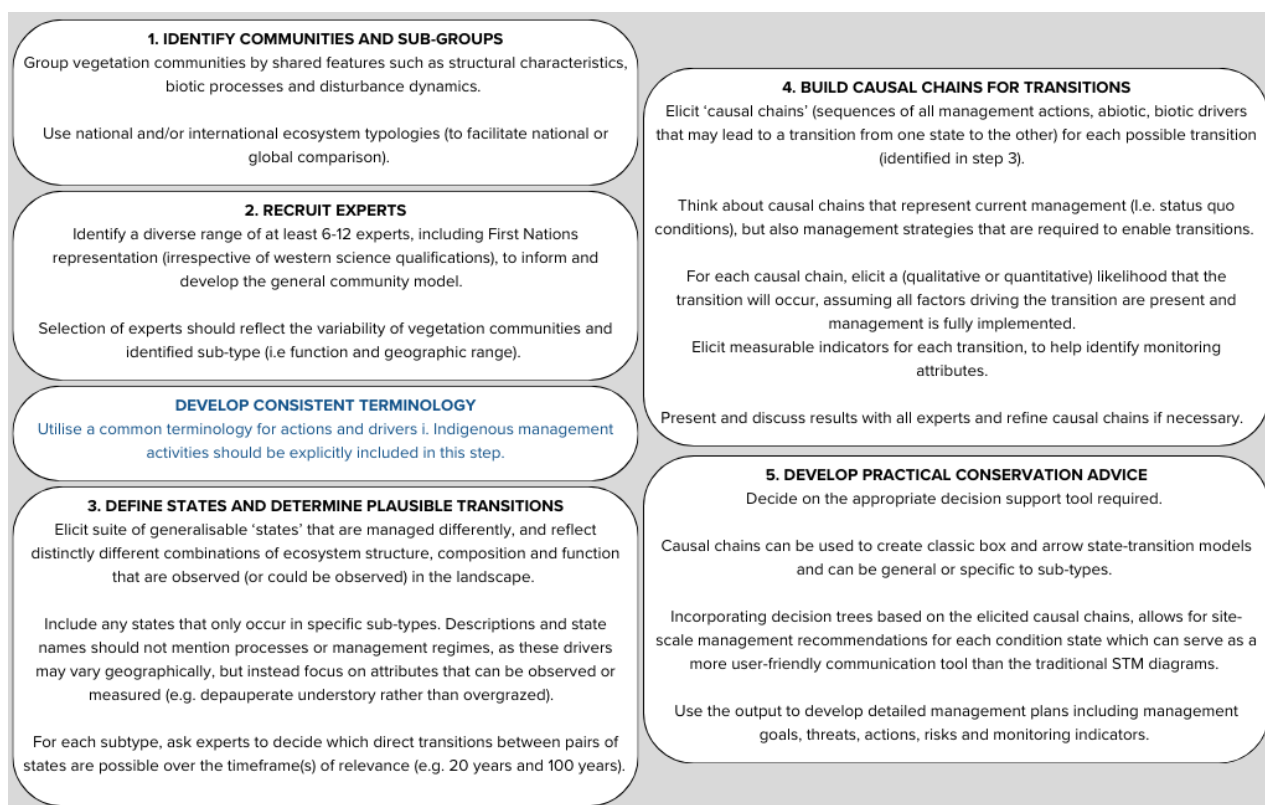 1. IDENTIFY COMMUNITIES AND SUB-GROUPS
Group vegetation communities by shared features such as structural characteristics,
biotic processes and disturbance dynamics.
Use national and/or international ecosystem typologies (to facilitate national or
global comparison).
2. RECRUIT EXPERTS
Identify a diverse range of at least 6-12 experts, including First Nations
representation (irrespective of western science qualifications), to inform and
develop the general community model.
Selection of experts should reflect the variability of vegetation communities and
identified sub-type (i.e function and geographic range).
DEVELOP CONSISTENT TERMINOLOGY
Utilise a common terminology for actions and drivers i. Indigenous management
activities should be explicitly included in this step.
3. DEFINE STATES AND DETERMINE PLAUSIBLE TRANSITIONS
Elicit suite of generalisable ‘states’ that are managed differently, and reflect
distinctly different combinations of ecosystem structure, composition and function
that are observed (or could be observed) in the landscape.
Include any states that only occur in specific sub-types. Descriptions and state
names should not mention processes or management regimes, as these drivers
may vary geographically, but instead focus on attributes that can be observed or
measured (e.g. depauperate understory rather than overgrazed).
For each subtype, ask experts to decide which direct transitions between pairs of
states are possible over the timeframe(s) of relevance (e.g. 20 years and 100 years).
4. BUILD CAUSAL CHAINS FOR TRANSITIONS
Elicit ‘causal chains’ (sequences of all management actions, abiotic, biotic drivers
that may lead to a transition from one state to the other) for each possible transition
(identified in step 3).
Think about causal chains that represent current management (I.e. status quo
conditions), but also management strategies that are required to enable transitions.
For each causal chain, elicit a (qualitative or quantitative) likelihood that the
transition will occur, assuming all factors driving the transition are present and
management is fully implemented.
Elicit measurable indicators for each transition, to help identify monitoring
attributes.
Present and discuss results with all experts and refine causal chains if necessary.
5. DEVELOP PRACTICAL CONSERVATION ADVICE
Decide on the appropriate decision support tool required.
Causal chains can be used to create classic box and arrow state-transition models
and can be general or specific to sub-types.
Incorporating decision trees based on the elicited causal chains, allows for site-
scale management recommendations for each condition state which can serve as a
more user-friendly communication tool than the traditional STM diagrams.
Use the output to develop detailed management plans including management
goals, threats, actions, risks and monitoring indicators.